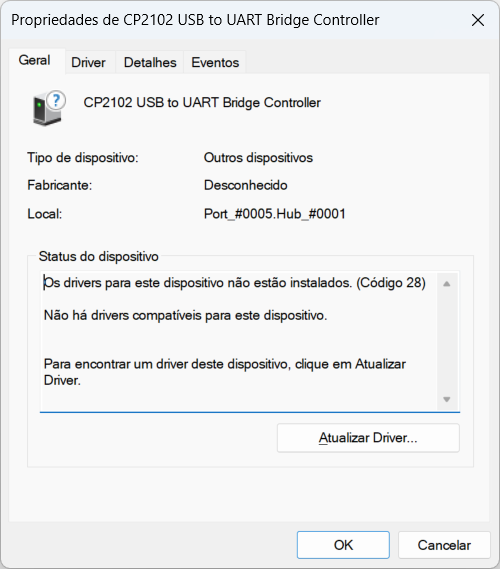 Propriedades de CP2102 USB to UART Bridge Controller
Geral
Driver
Detalhes
Eventos
CP2102 USB to UART Bridge Controller
Tipo de dispositivo: Outros dispositivos
Fabricante: Desconhecido
Local: Port_#0005.Hub_#0001
Status do dispositivo
Os drivers para este dispositivo não estão instalados. (Código 28)
Não há drivers compatíveis para este dispositivo.
Para encontrar um driver deste dispositivo, clique em Atualizar
Driver.
Atualizar Driver...
OK
Cancelar